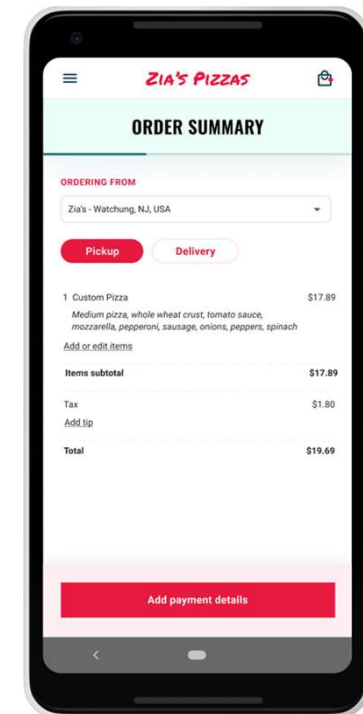 ZIA'S PIZZAS
ORDER SUMMARY
ORDERING FROM
Zia's - Watchung, NJ, USA
Pickup
Delivery
1 Custom Pizza $17.89
Medium pizza, whole wheat crust, tomato sauce,
mozzarella, pepperoni, sausage, onions, peppers, spinach
Add or edit items
Items subtotal $17.89
Tax $1.80
Add tip
Total $19.69
Add payment details